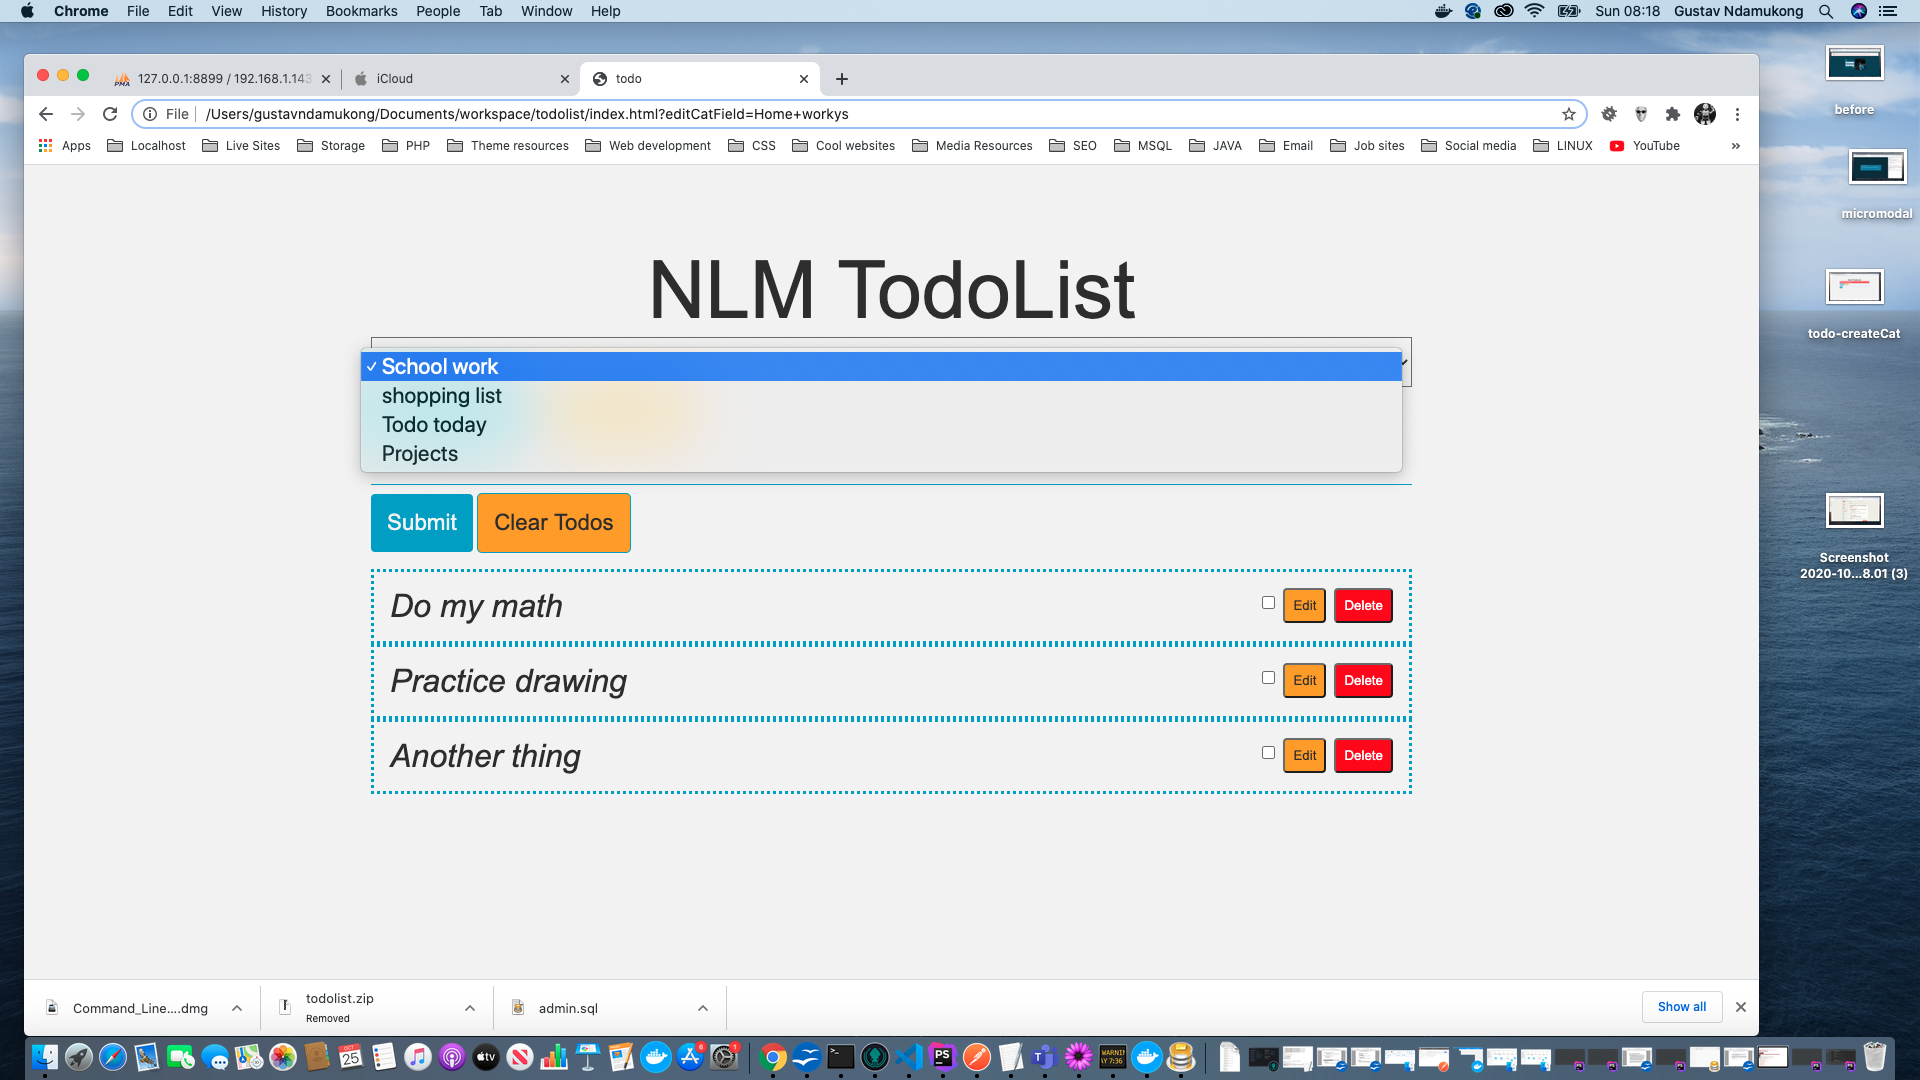 Chrome File Edit View History Bookmarks People Tab Window Help Sun 08:18 Gustav Ndamukong
127.0.0.1:8899 / 192.168.1.143 iCloud todo
File /Users/gustavndamukong/Documents/workspace/todolist/index.html?editCatField=Home+workys
Apps Localhost Live Sites Storage PHP Theme resources Web development CSS Cool websites Media Resources SEO MSQL JAVA Email Job sites Social media LINUX YouTube »
before
micromodal
todo-createCat
Screenshot
2020-10...8.01 (3)
NLM TodoList
✓ School work
shopping list
Todo today
Projects
Submit Clear Todos
Do my math Edit Delete
Practice drawing Edit Delete
Another thing Edit Delete
Command_Line....dmg
todolist.zip
Removed
admin.sql
Show all
OCT
25
tv
PS